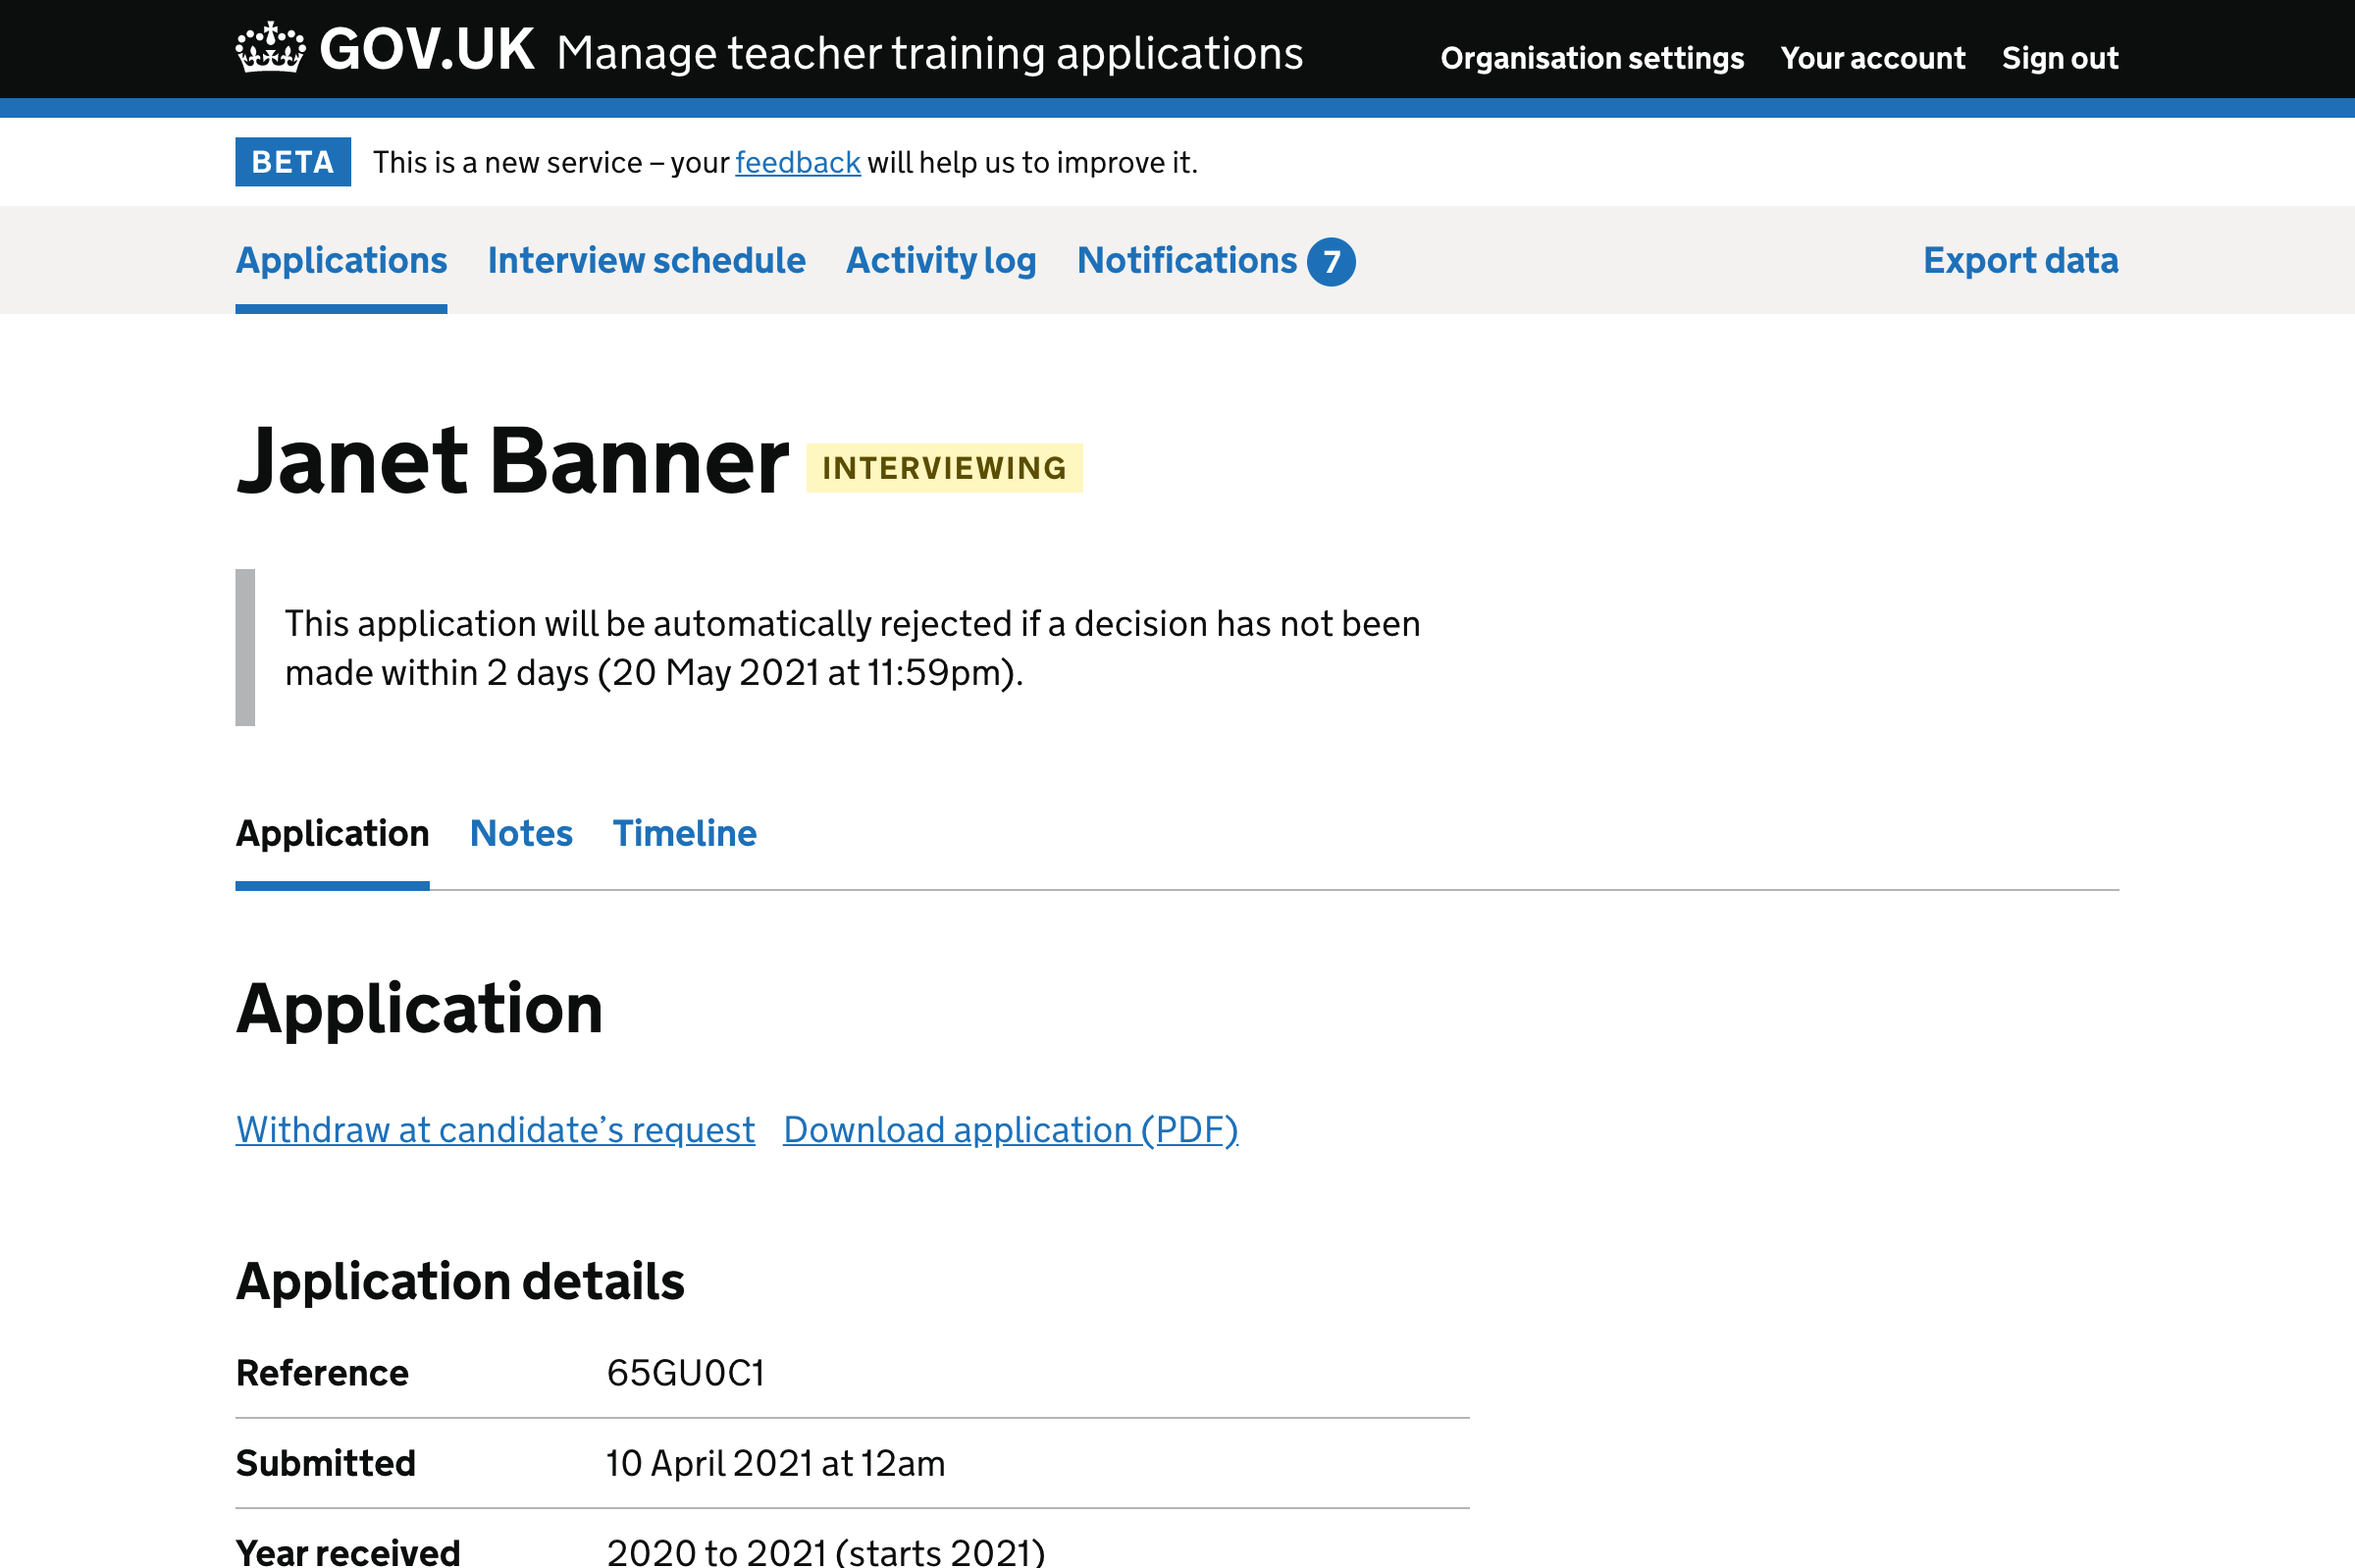 GOV.UK Manage teacher training applications Organisation settings Your account Sign out
BETA This is a new service – your feedback will help us to improve it.
Applications Interview schedule Activity log Notifications 7 Export data
Janet Banner INTERVIEWING
This application will be automatically rejected if a decision has not been
made within 2 days (20 May 2021 at 11:59pm).
Application Notes Timeline
Application
Withdraw at candidate’s request Download application (PDF)
Application details
Reference 65GU0C1
Submitted 10 April 2021 at 12am
Year received 2020 to 2021 (starts 2021)